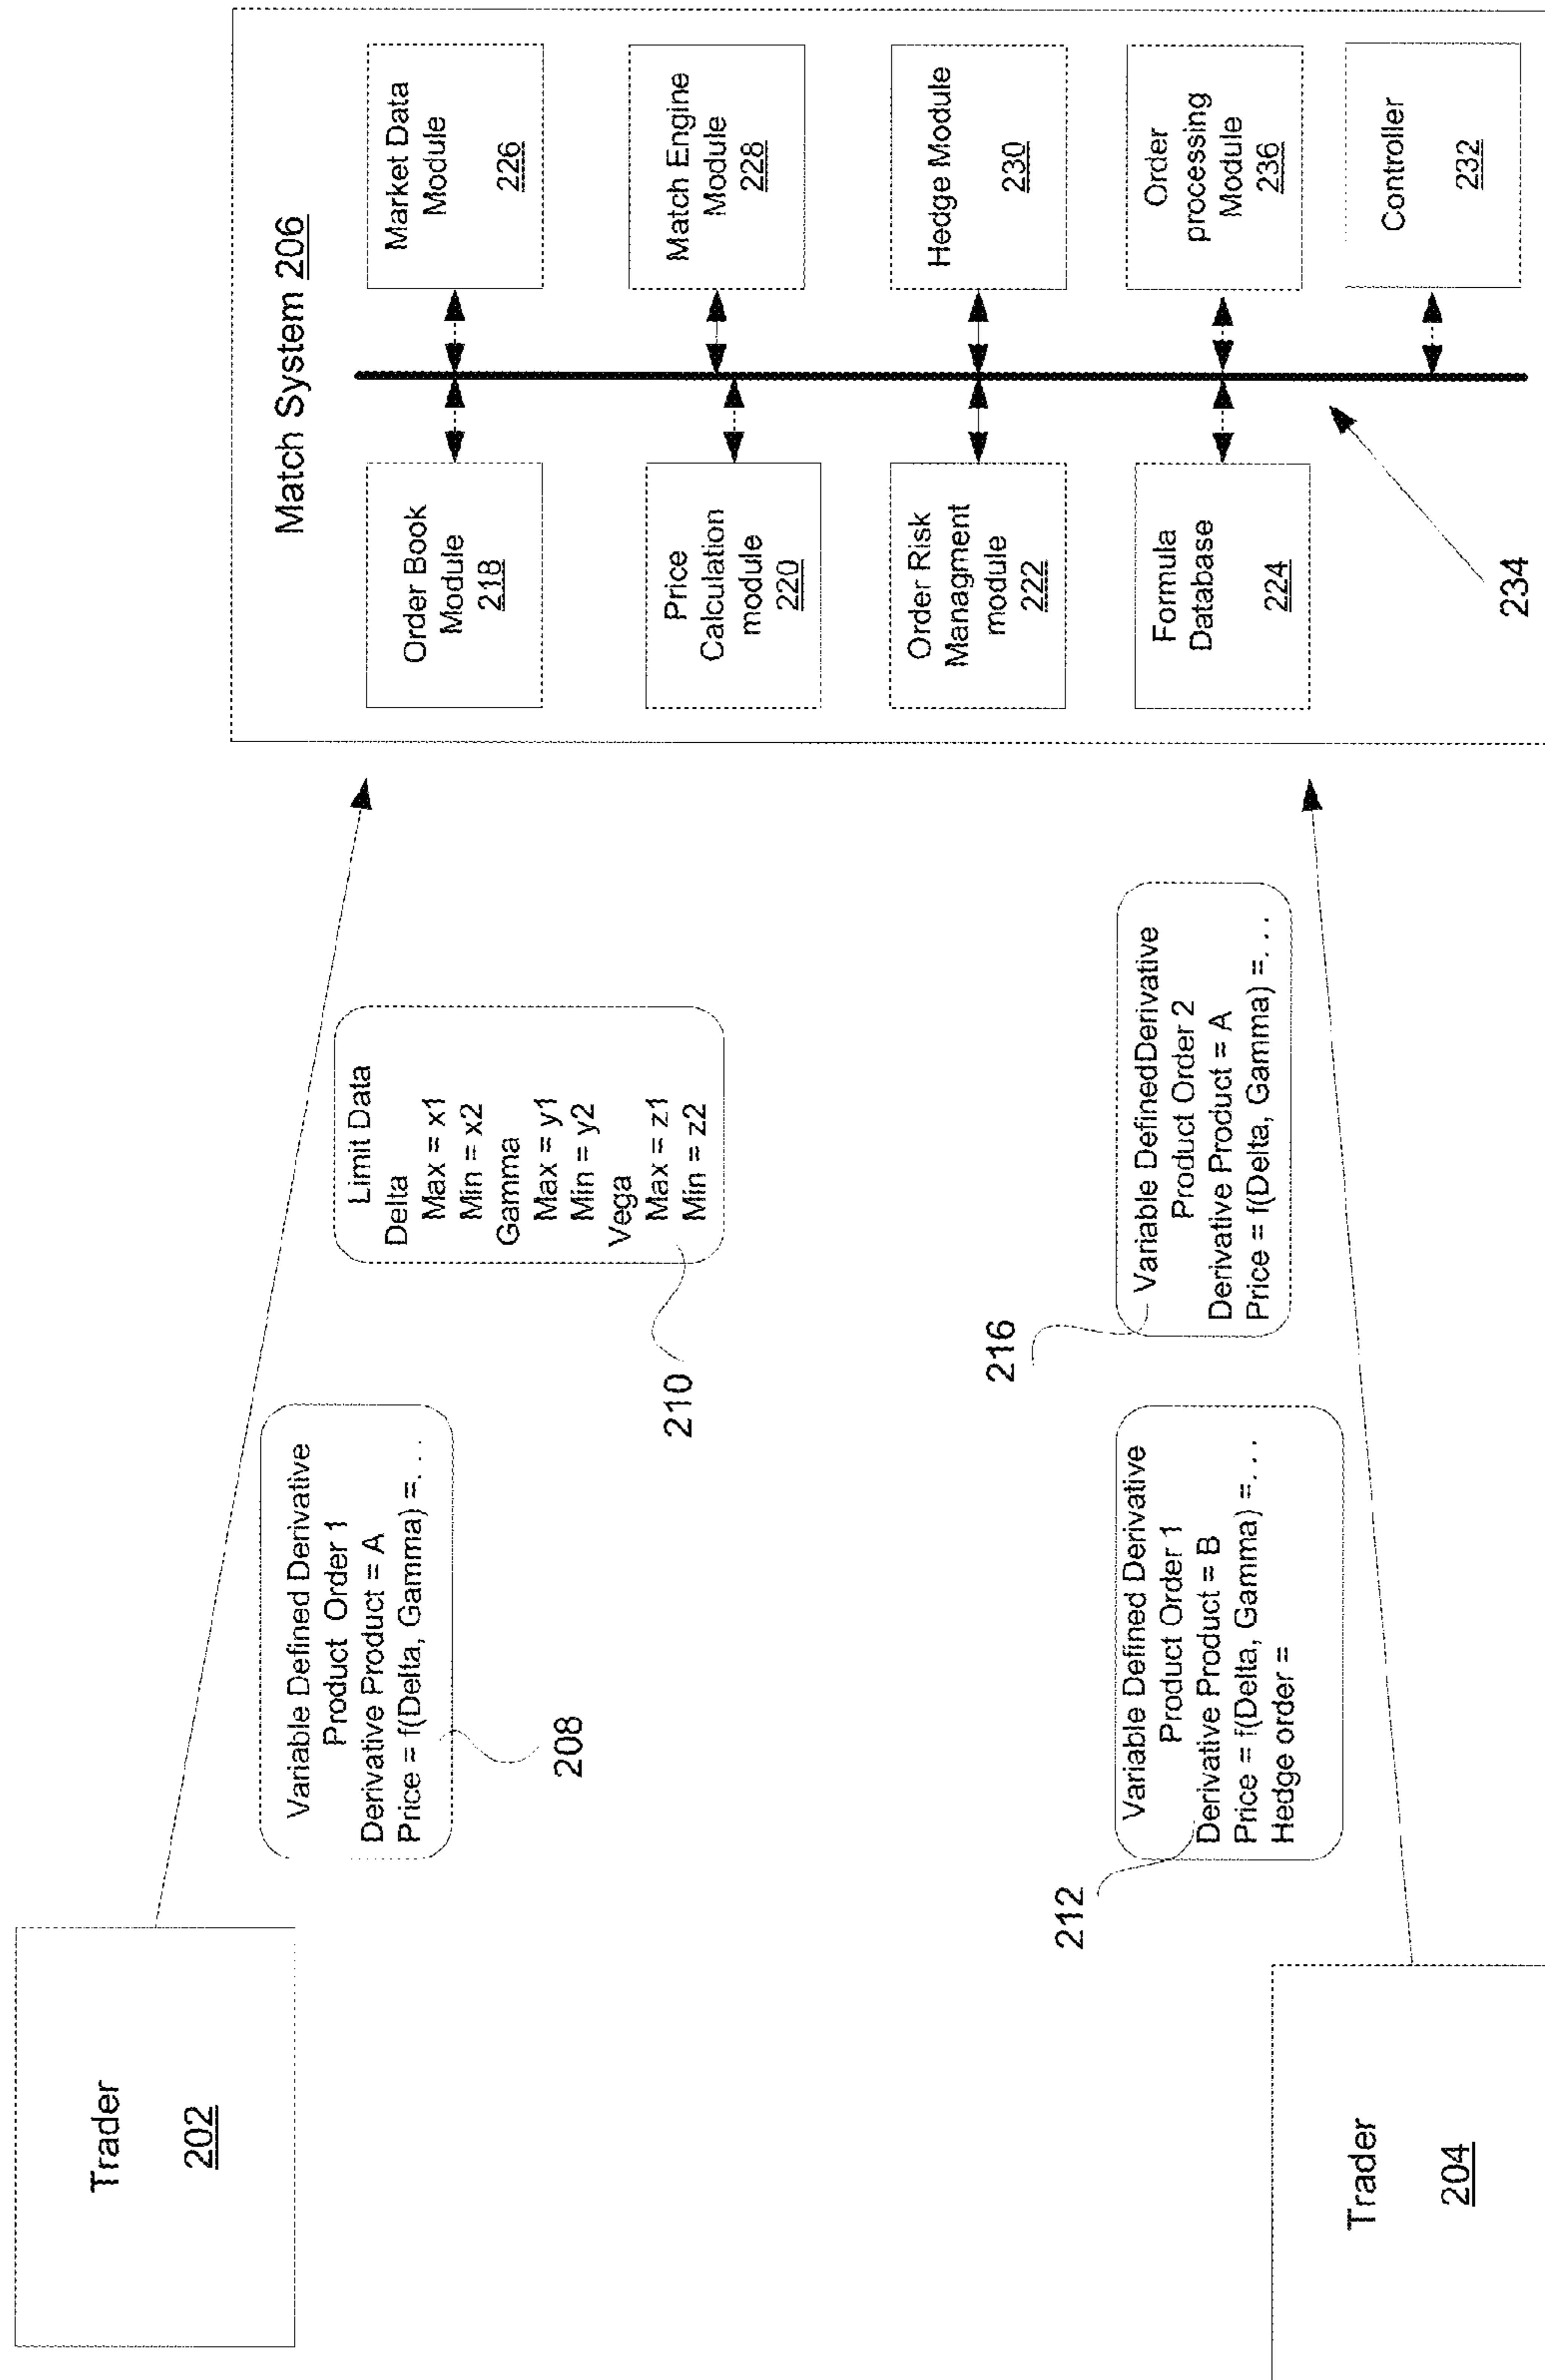 Trader
202
Variable Defined Derivative
Product Order 1
Derivative Product = A
Price = f(Delta, Gamma) =. . .
208
Limit Data
Delta
Max = x1
Min = x2
Gamma
Max = y1
Min = y2
Vega
Max = z1
Min = z2
210
Trader
204
Variable Defined Derivative
Product Order 1
Derivative Product = B
Price = f(Delta, Gamma) =. . .
Hedge order =
212
Variable DefinedDerivative
Product Order 2
Derivative Product = A
Price = f(Delta, Gamma) =. . .
216
Match System 206
Order Book
Module
218
Price
Calculation
module
220
Order Risk
Managment
module
222
Formula
Database
224
Market Data
Module
226
Match Engine
Module
228
Hedge Module
230
Order
processing
Module
236
Controller
232
234